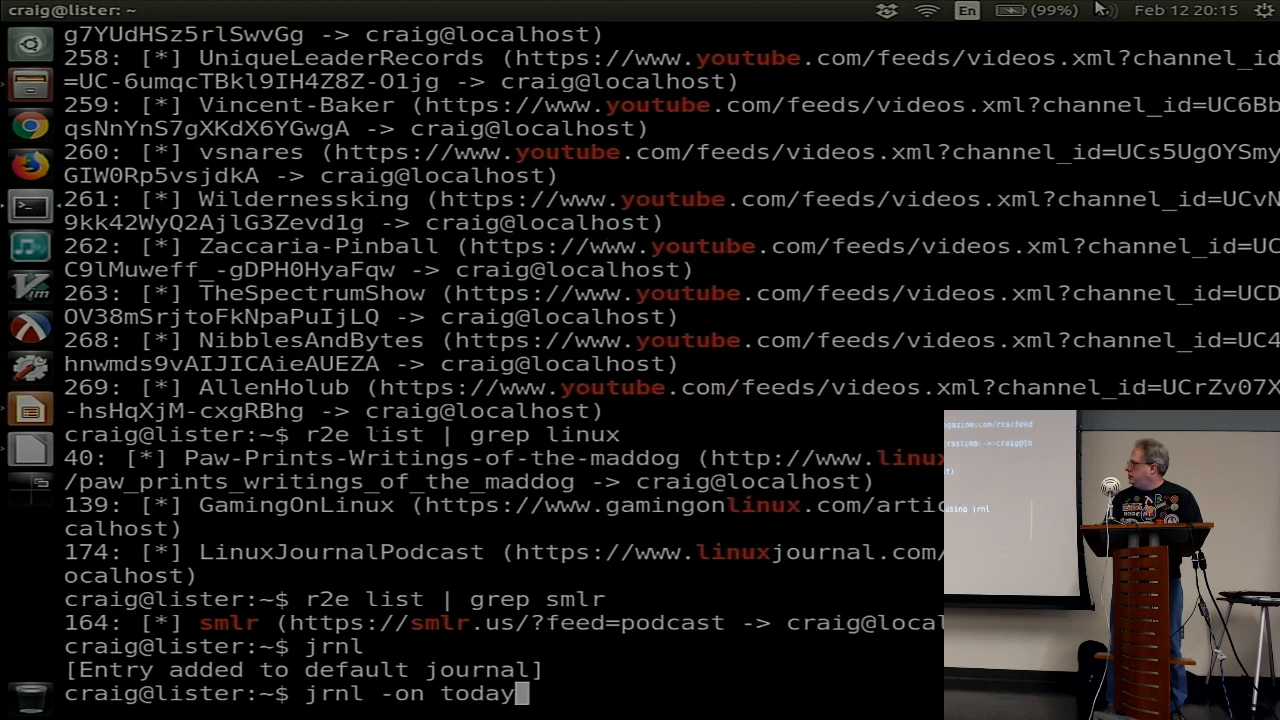 craig@lister: ~
En
(99%)
Feb 12 20:15
g7YUdHSz5rlSwvGg -> craig@localhost)
258: [*] UniqueLeaderRecords (https://www.youtube.com/feeds/videos.xml?channel_id
=UC-6umqcTBkl9IH4Z8Z-O1jg -> craig@localhost)
259: [*] Vincent-Baker (https://www.youtube.com/feeds/videos.xml?channel_id=UC6Bb
qsNnYnS7gXKdX6YGwgA -> craig@localhost)
260: [*] vsnares (https://www.youtube.com/feeds/videos.xml?channel_id=UCs5UgOYSmy
GIW0Rp5vsjdkA -> craig@localhost)
261: [*] Wildernessking (https://www.youtube.com/feeds/videos.xml?channel_id=UCvN
9kk42WyQ2AjlG3Zevd1g -> craig@localhost)
262: [*] Zaccaria-Pinball (https://www.youtube.com/feeds/videos.xml?channel_id=UC
C9lMuweff_-gDPH0HyaFqw -> craig@localhost)
263: [*] TheSpectrumShow (https://www.youtube.com/feeds/videos.xml?channel_id=UCD
OV38mSrjtoFkNpaPuIjLQ -> craig@localhost)
268: [*] NibblesAndBytes (https://www.youtube.com/feeds/videos.xml?channel_id=UC4
hnwmds9vAIJICAieAUEZA -> craig@localhost)
269: [*] AllenHolub (https://www.youtube.com/feeds/videos.xml?channel_id=UCrZv07X
-hsHqXjM-cxgRBhg -> craig@localhost)
craig@lister:~$ r2e list | grep linux
40: [*] Paw-Prints-Writings-of-the-maddog (http://www.linux
/paw_prints_writings_of_the_maddog -> craig@localhost)
139: [*] GamingOnLinux (https://www.gamingonlinux.com/artic
calhost)
174: [*] LinuxJournalPodcast (https://www.linuxjournal.com/
ocalhost)
craig@lister:~$ r2e list | grep smlr
164: [*] smlr (https://smlr.us/?feed=podcast -> craig@local
craig@lister:~$ jrnl
[Entry added to default journal]
craig@lister:~$ jrnl -on today
agazine.com/rss/feed
using jrnl